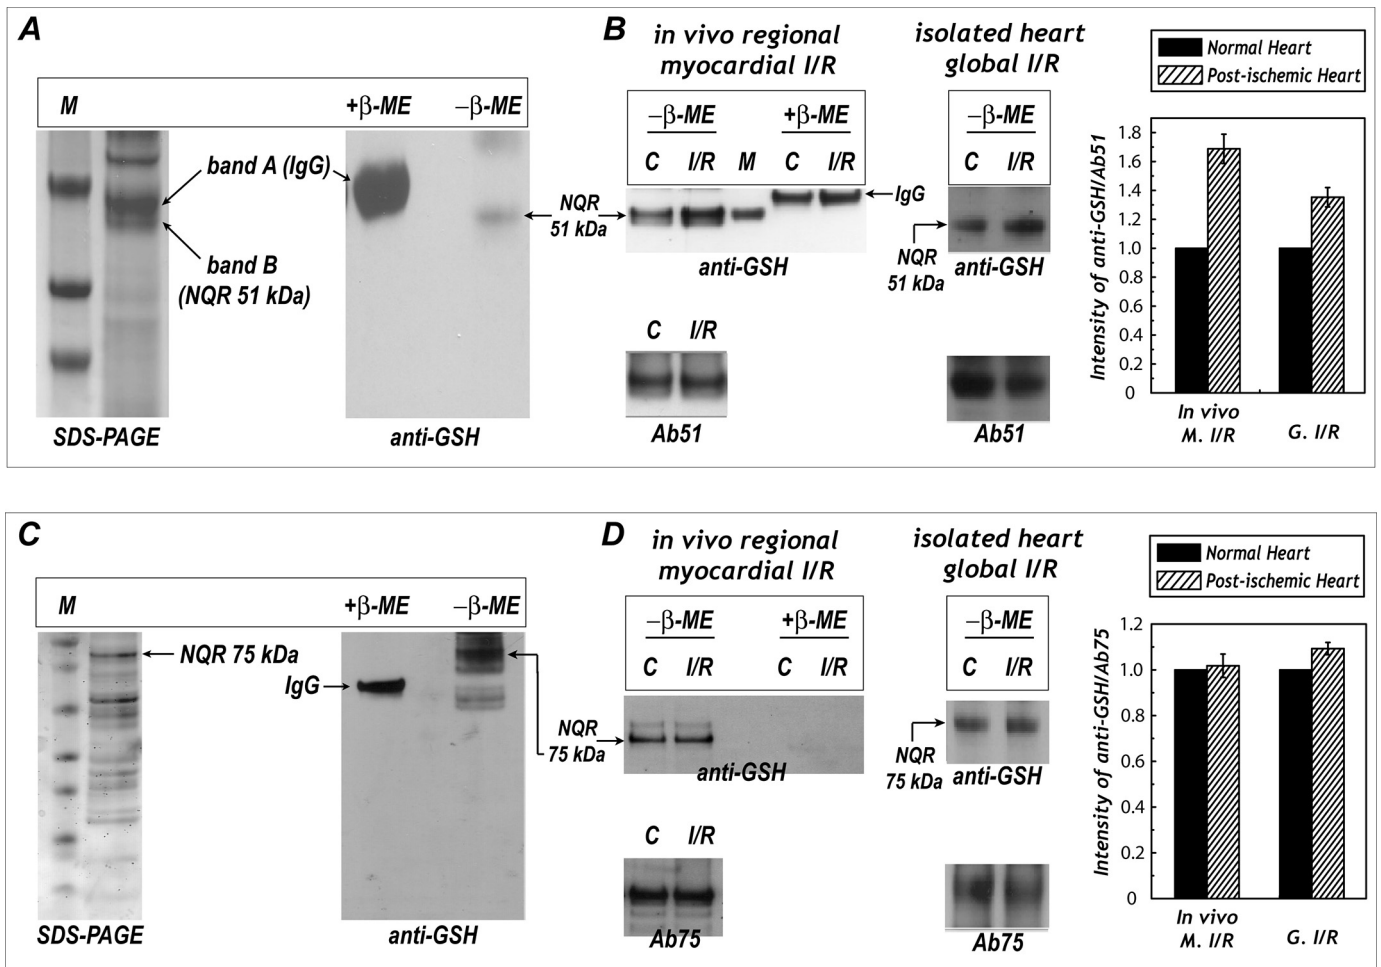 A
M
+β-ME
−β-ME
band A (IgG)
band B
(NQR 51 kDa)
SDS-PAGE
anti-GSH
NQR
51 kDa
B
in vivo regional
myocardial I/R
−β-ME
+β-ME
C I/R M C I/R
IgG
anti-GSH
C I/R
Ab51
isolated heart
global I/R
−β-ME
C I/R
NQR
51 kDa
anti-GSH
Ab51
Normal Heart
Post-ischemic Heart
Intensity of anti-GSH/Ab51
1.8
1.6
1.4
1.2
1.0
0.8
0.6
0.4
0.2
0
In vivo
M. I/R
G. I/R
C
M
+β-ME
−β-ME
NQR 75 kDa
IgG
SDS-PAGE
anti-GSH
NQR
75 kDa
D
in vivo regional
myocardial I/R
−β-ME
+β-ME
C I/R C I/R
anti-GSH
C I/R
Ab75
isolated heart
global I/R
−β-ME
C I/R
NQR
75 kDa
anti-GSH
Ab75
Normal Heart
Post-ischemic Heart
Intensity of anti-GSH/Ab75
1.2
1.0
0.8
0.6
0.4
0.2
0
In vivo
M. I/R
G. I/R